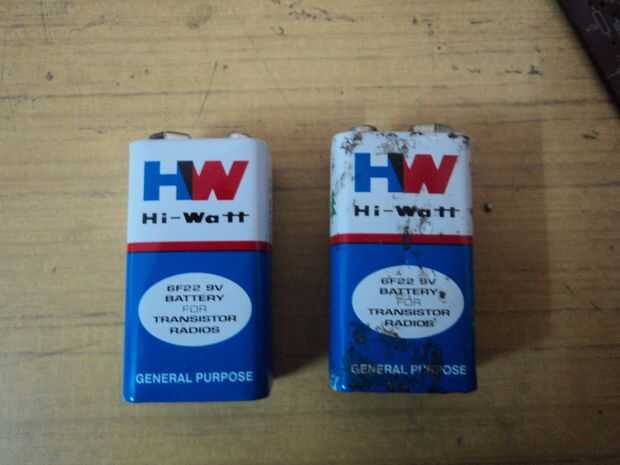 HW
Hi-Watt
6F22 9V
BATTERY
FOR
TRANSISTOR
RADIOS
GENERAL PURPOSE
HW
Hi-Watt
6F22 9V
BATTERY
FOR
TRANSISTOR
RADIOS
GENERAL PURPOSE